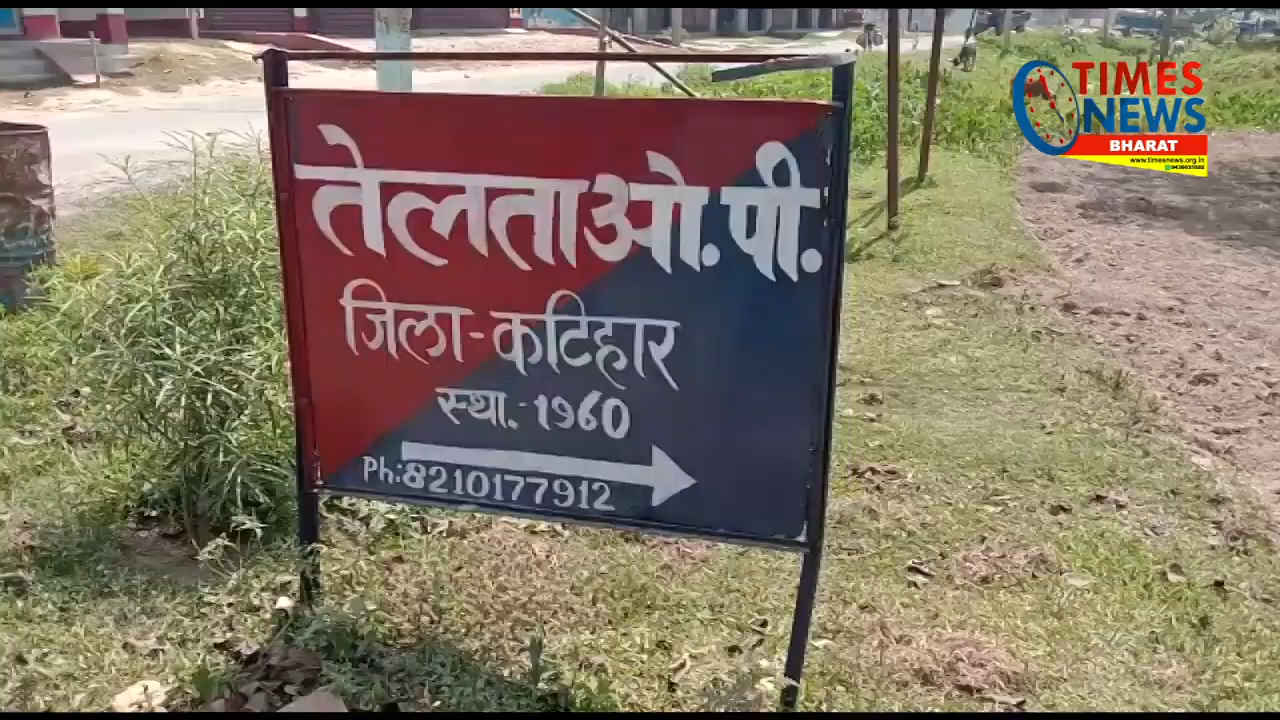 तेलता ओ.पी.
जिला-कटिहार
स्था.-1960
Ph:8210177912
TIMES
NEWS
BHARAT
www.timesnews.org.in